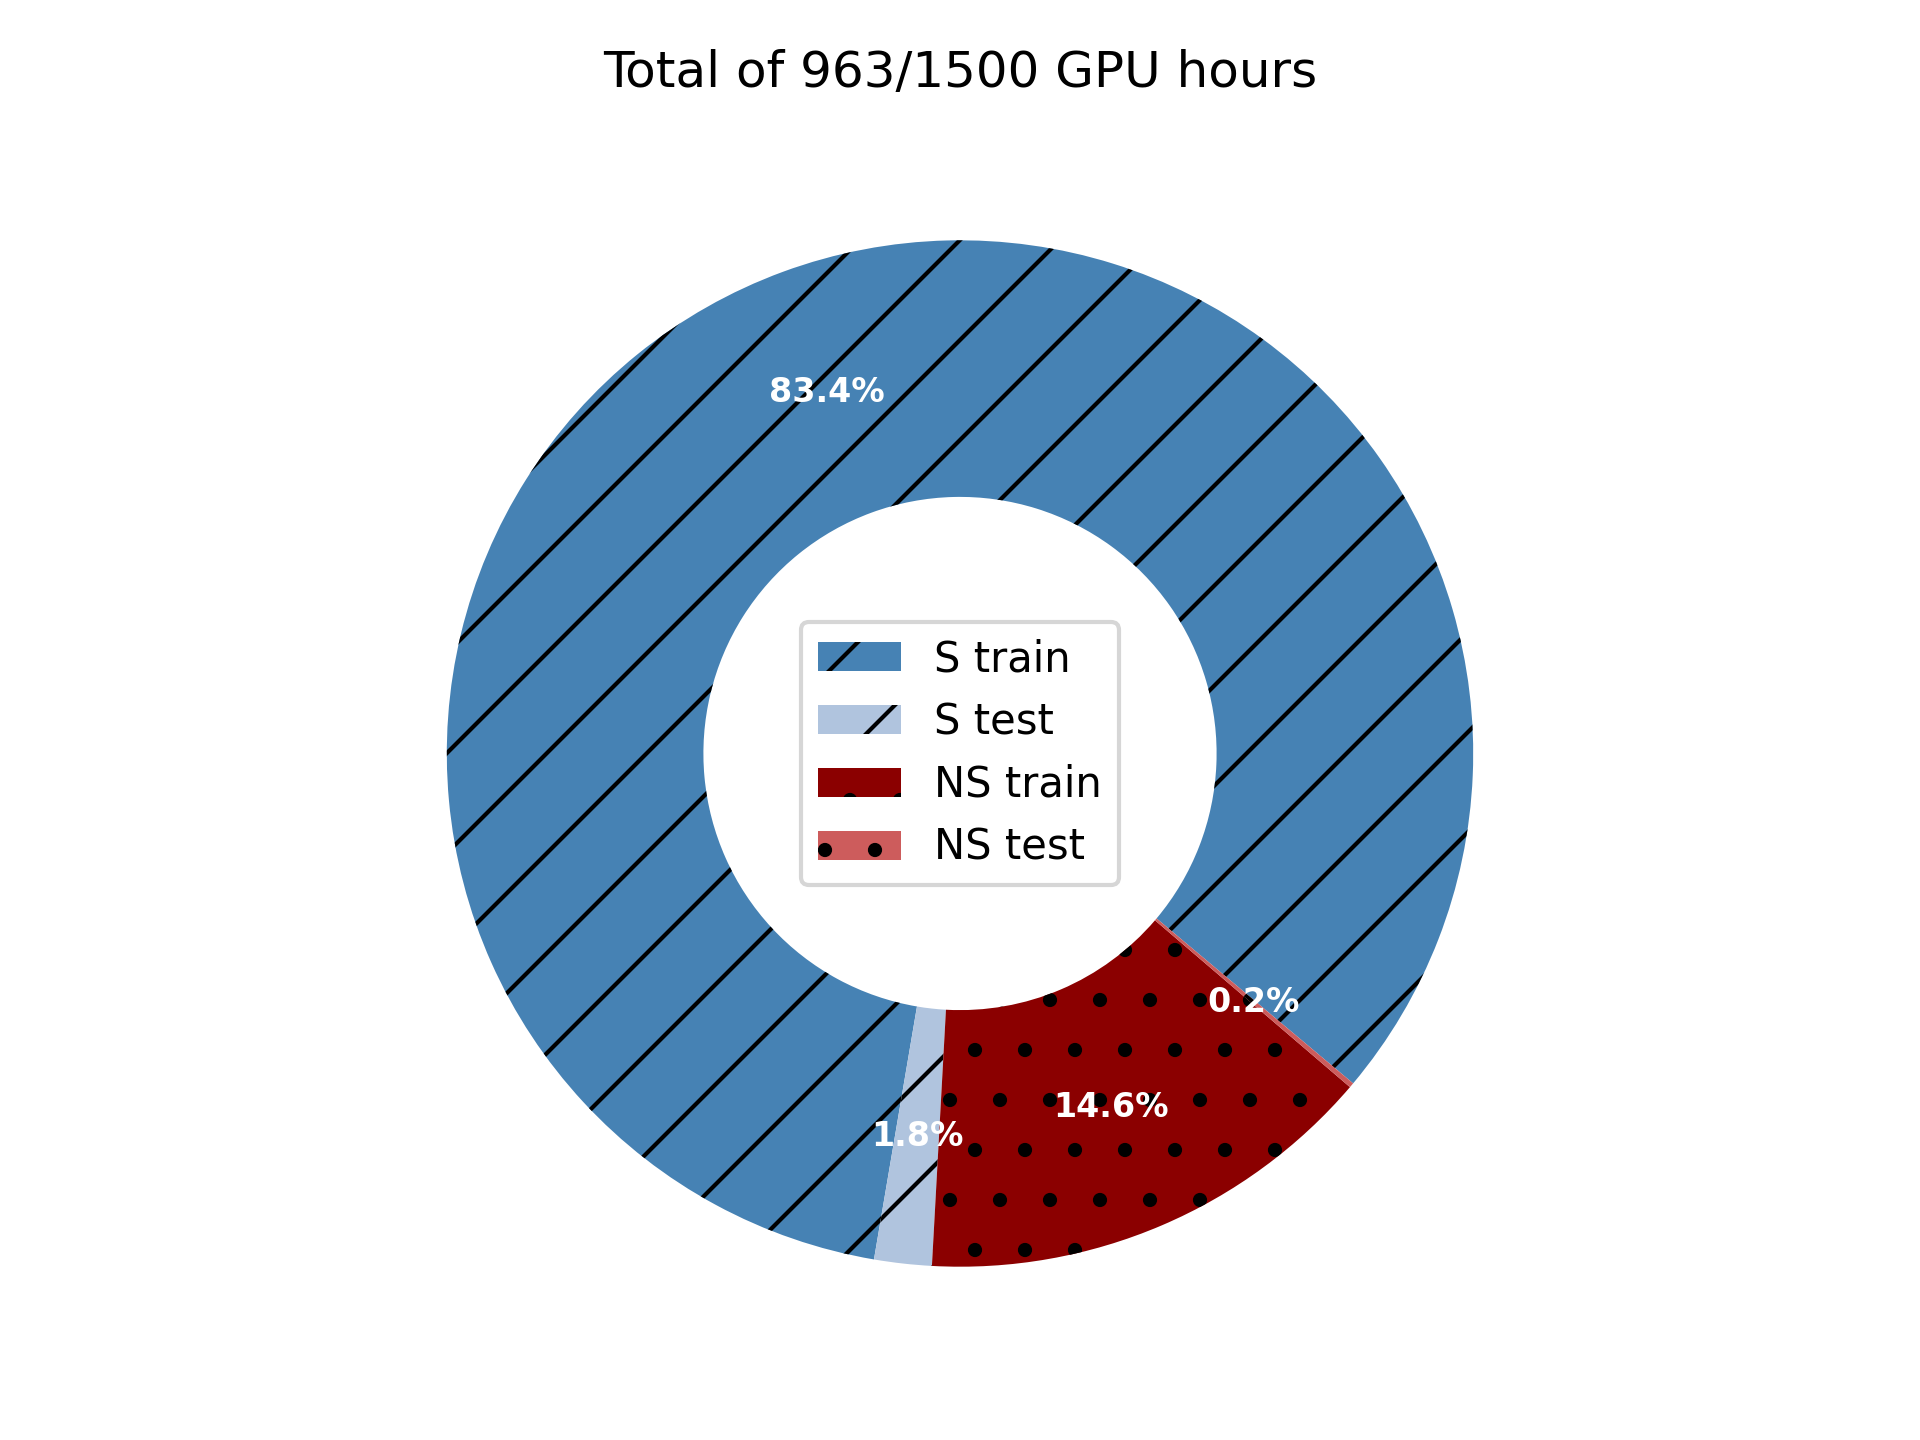 Total of 963/1500 GPU hours
83.4%
S train
S test
NS train
NS test
0.2%
14.6%
1.8%